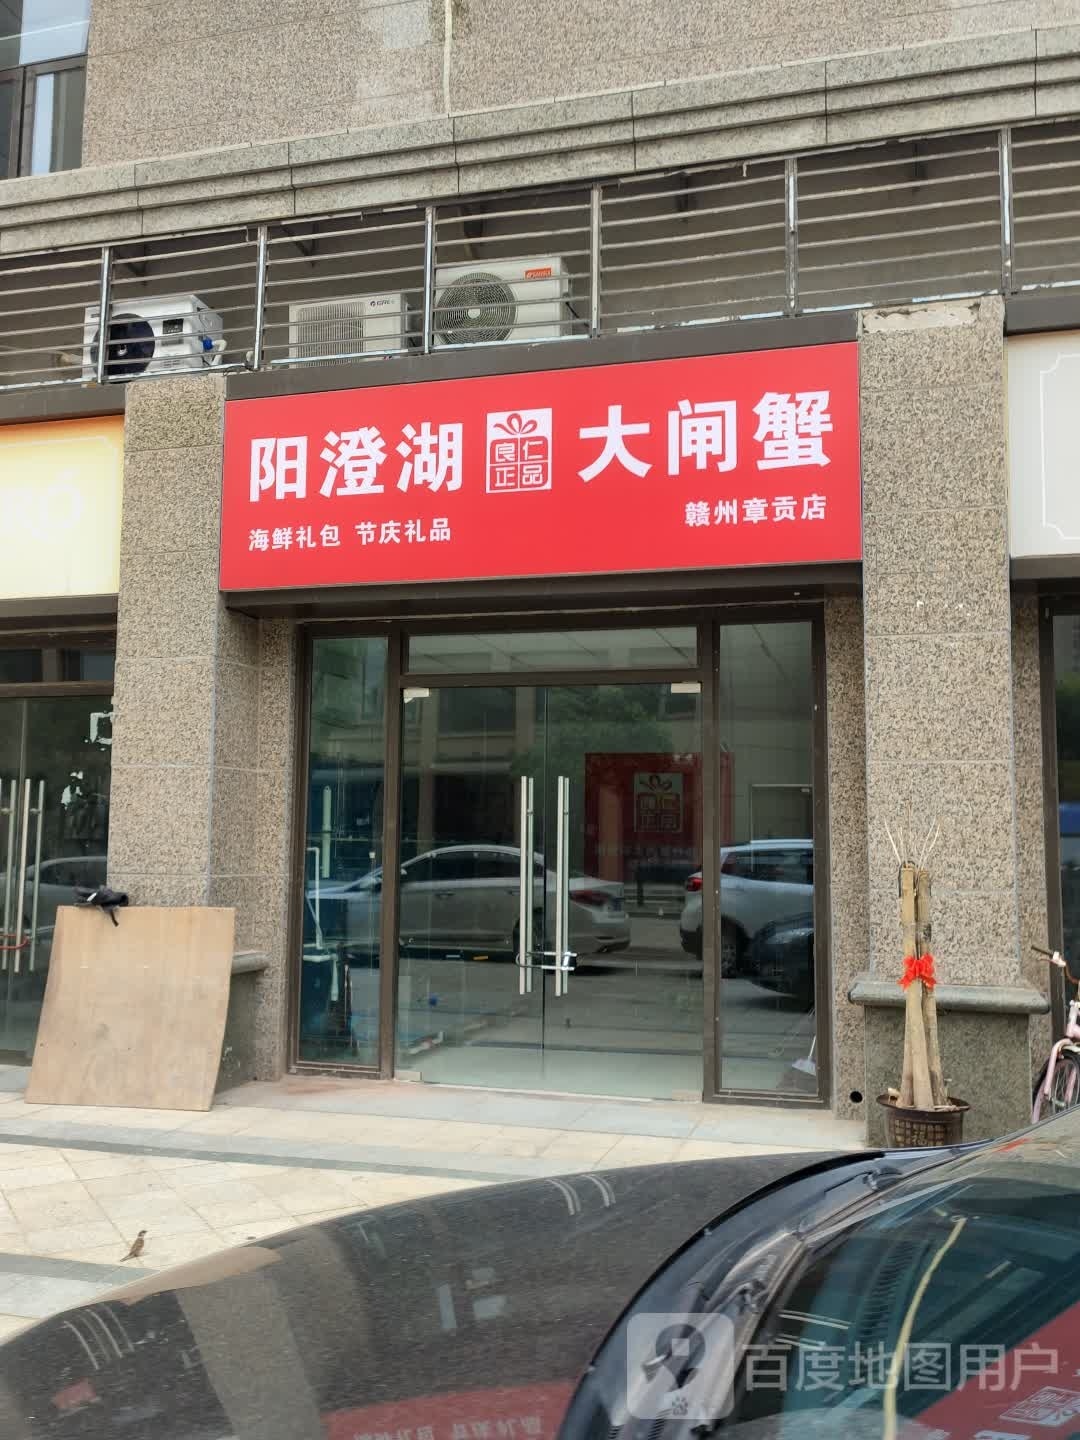 阳澄湖 良仁正品 大闸蟹
海鲜礼包 节庆礼品 赣州章贡店
GREE
百度地图用户